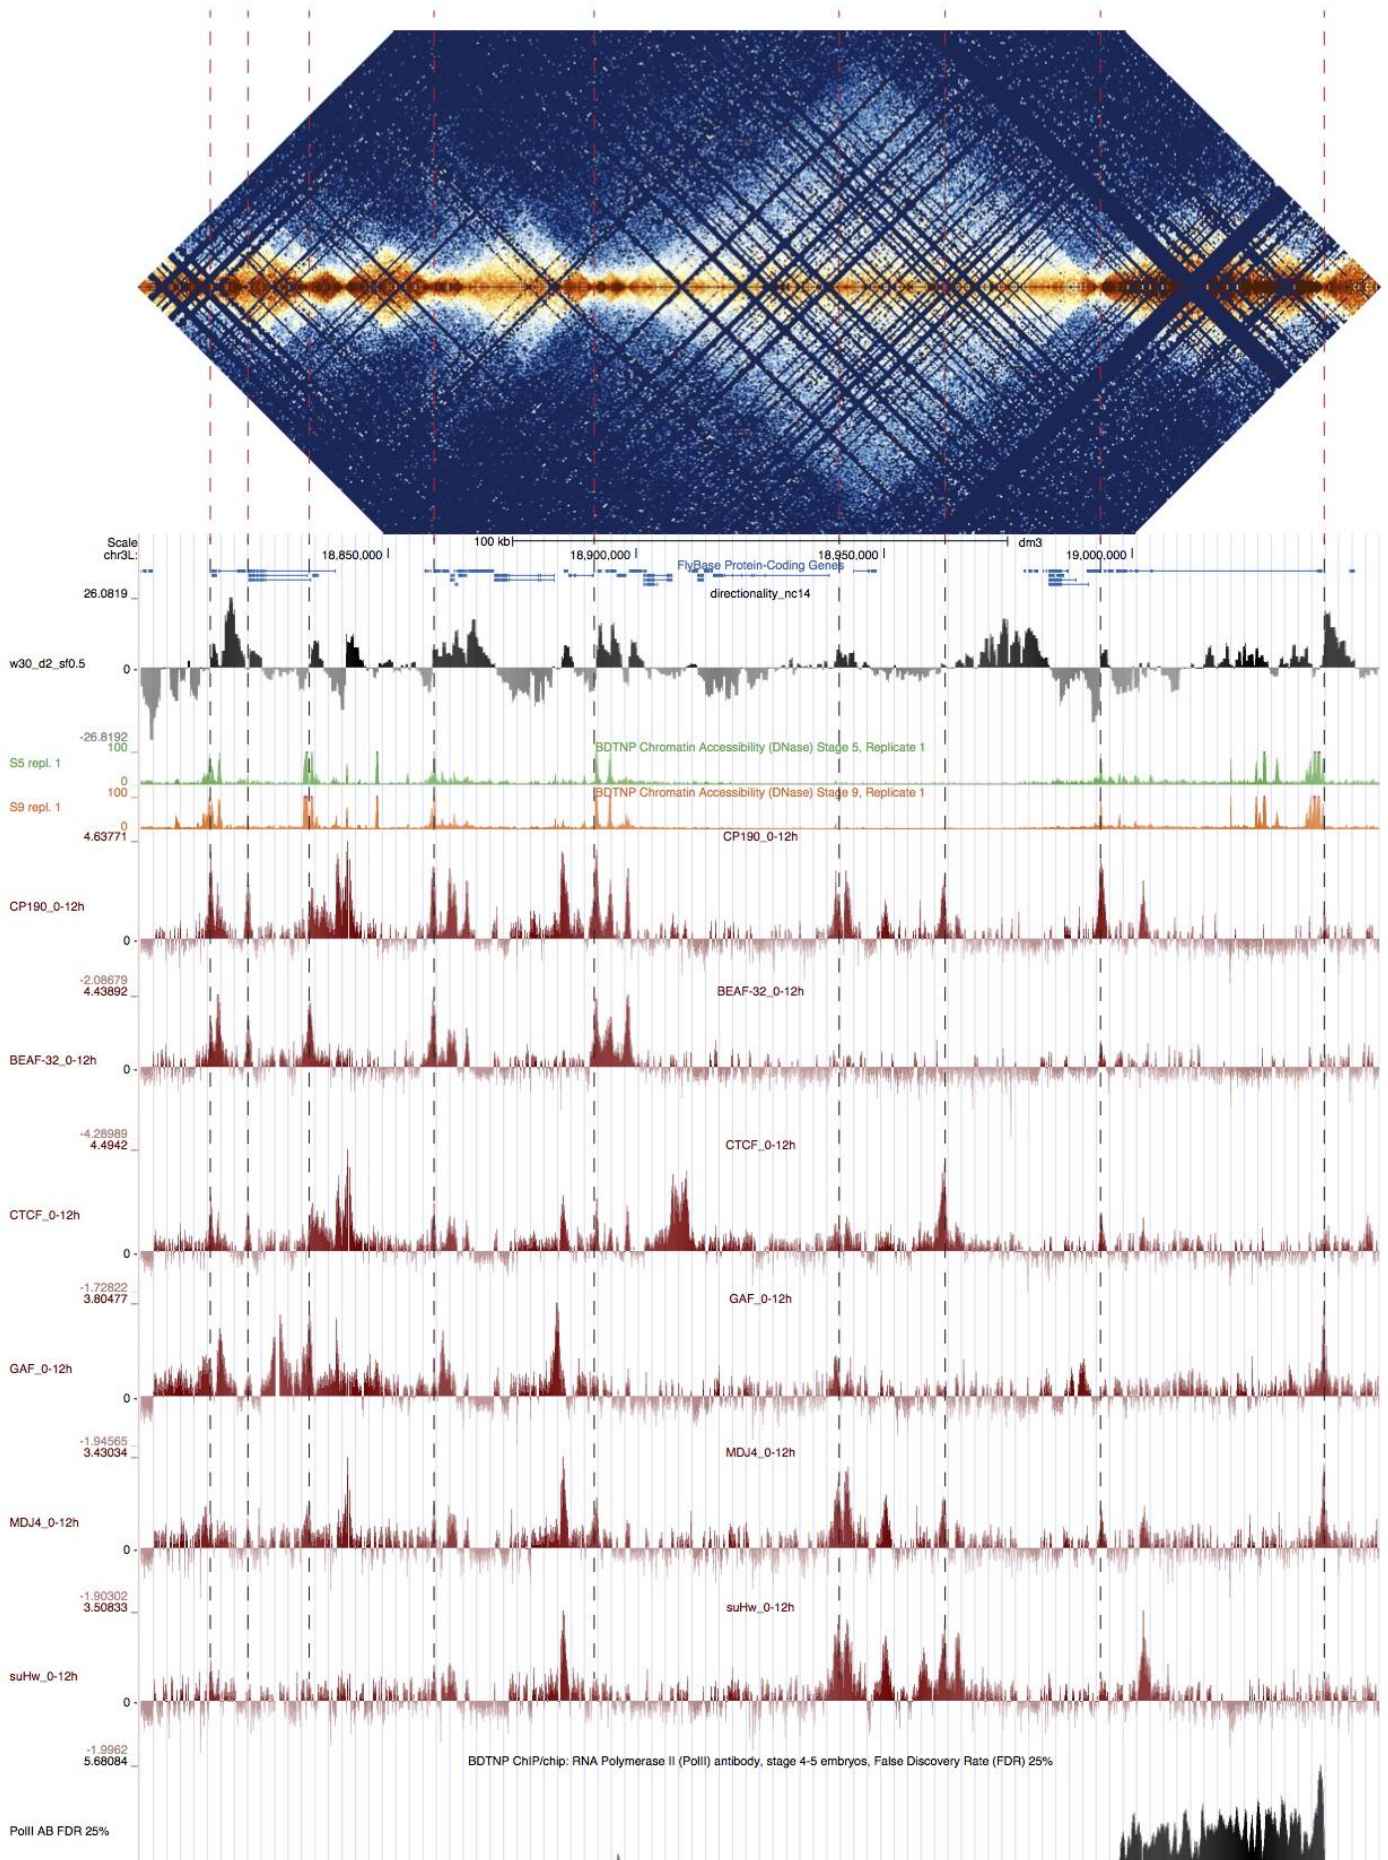 Scale
100 kb
dm3
chr3L:
18,850,000
18,900,000
18,950,000
19,000,000
FlyBase Protein-Coding Genes
26.0819
directionality_nc14
w30_d2_sf0.5
0
-26.8192
100
BDTNP Chromatin Accessibility (DNase) Stage 5, Replicate 1
S5 repl. 1
0
100
BDTNP Chromatin Accessibility (DNase) Stage 9, Replicate 1
S9 repl. 1
0
4.63771
CP190_0-12h
CP190_0-12h
0
-2.08679
4.43892
BEAF-32_0-12h
BEAF-32_0-12h
0
-4.28989
4.4942
CTCF_0-12h
CTCF_0-12h
0
-1.72822
3.80477
GAF_0-12h
GAF_0-12h
0
-1.94565
3.43034
MDJ4_0-12h
MDJ4_0-12h
0
-1.90302
3.50833
suHw_0-12h
suHw_0-12h
0
-1.9962
5.68084
BDTNP ChIP/chip: RNA Polymerase II (PolII) antibody, stage 4-5 embryos, False Discovery Rate (FDR) 25%
PolII AB FDR 25%